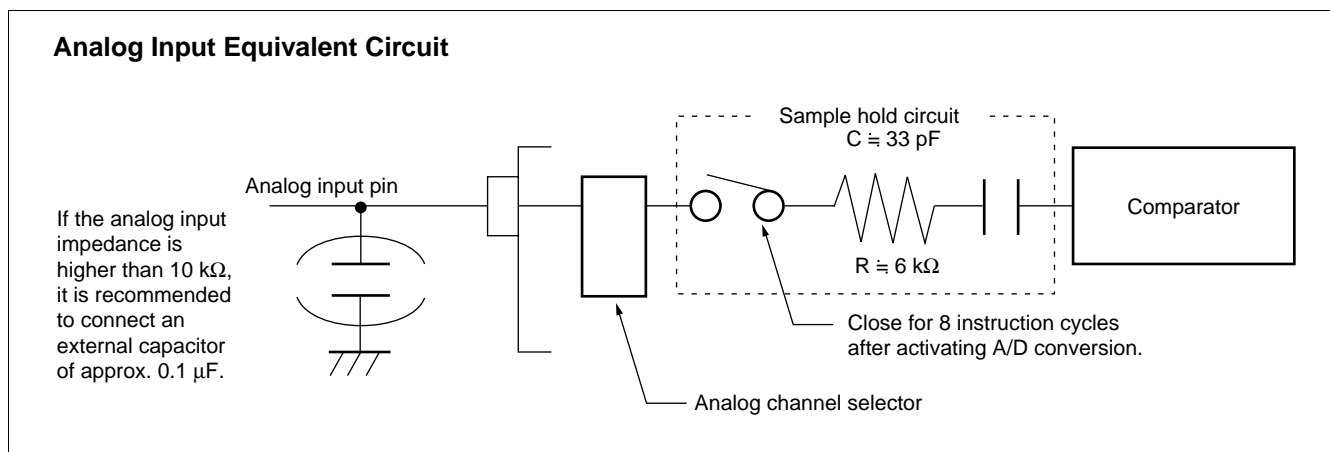 Analog Input Equivalent Circuit
Sample hold circuit
C ≒ 33 pF
Analog input pin
If the analog input
impedance is
higher than 10 kΩ,
it is recommended
to connect an
external capacitor
of approx. 0.1 μF.
Comparator
R ≒ 6 kΩ
Close for 8 instruction cycles
after activating A/D conversion.
Analog channel selector